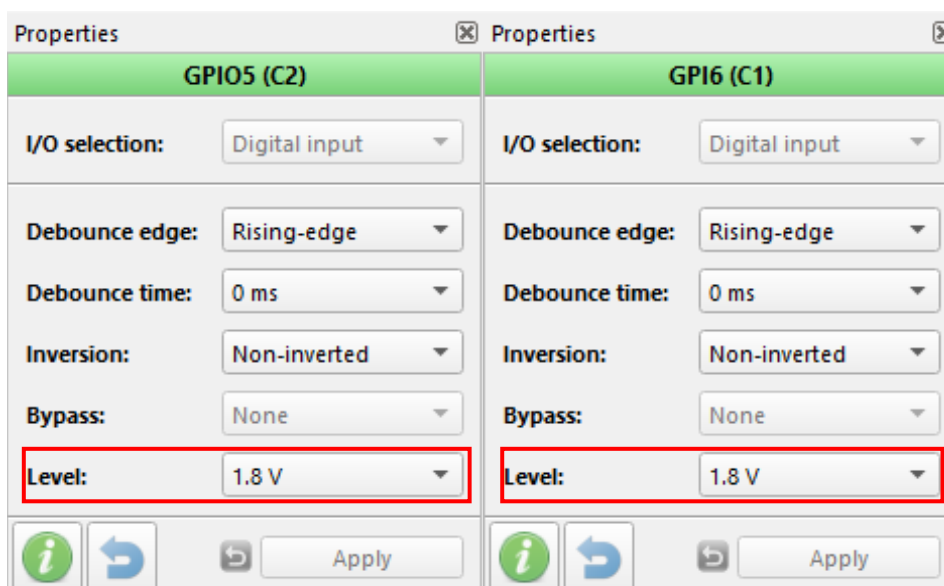 Properties
GPIO5 (C2)
I/O selection: Digital input
Debounce edge: Rising-edge
Debounce time: 0 ms
Inversion: Non-inverted
Bypass: None
Level: 1.8 V
i
Apply
Properties
GPI6 (C1)
I/O selection: Digital input
Debounce edge: Rising-edge
Debounce time: 0 ms
Inversion: Non-inverted
Bypass: None
Level: 1.8 V
i
Apply